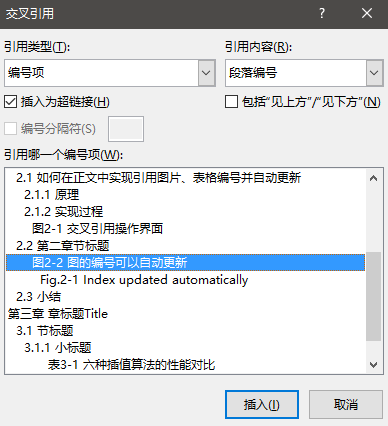 交叉引用
引用类型(T):
引用内容(R):
编号项
段落编号
插入为超链接(H)
包括“见上方”/“见下方”(N)
编号分隔符(S)
引用哪一个编号项(W):
2.1 如何在正文中实现引用图片、表格编号并自动更新
2.1.1 原理
2.1.2 实现过程
图2-1 交叉引用操作界面
2.2 第二章节标题
图2-2 图的编号可以自动更新
Fig.2-1 Index updated automatically
2.3 小结
第三章 章标题Title
3.1 节标题
3.1.1 小标题
表3-1 六种插值算法的性能对比
插入(I)
取消